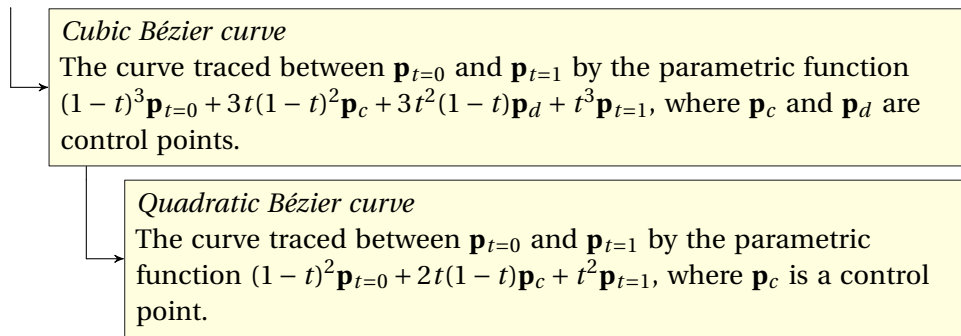 Cubic Bézier curve
The curve traced between p_{t=0} and p_{t=1} by the parametric function
(1 − t)^3 p_{t=0} + 3t(1 − t)^2 p_c + 3t^2(1 − t)p_d + t^3 p_{t=1}, where p_c and p_d are
control points.
Quadratic Bézier curve
The curve traced between p_{t=0} and p_{t=1} by the parametric
function (1 − t)^2 p_{t=0} + 2t(1 − t)p_c + t^2 p_{t=1}, where p_c is a control
point.